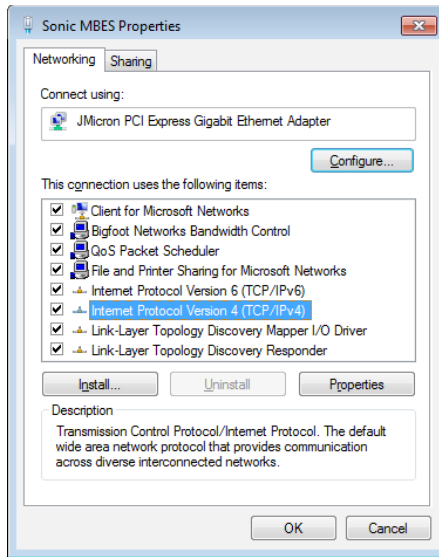 Sonic MBES Properties
Networking Sharing
Connect using:
JMicron PCI Express Gigabit Ethernet Adapter
Configure...
This connection uses the following items:
Client for Microsoft Networks
Bigfoot Networks Bandwidth Control
QoS Packet Scheduler
File and Printer Sharing for Microsoft Networks
Internet Protocol Version 6 (TCP/IPv6)
Internet Protocol Version 4 (TCP/IPv4)
Link-Layer Topology Discovery Mapper I/O Driver
Link-Layer Topology Discovery Responder
Install... Uninstall Properties
Description
Transmission Control Protocol/Internet Protocol. The default
wide area network protocol that provides communication
across diverse interconnected networks.
OK Cancel